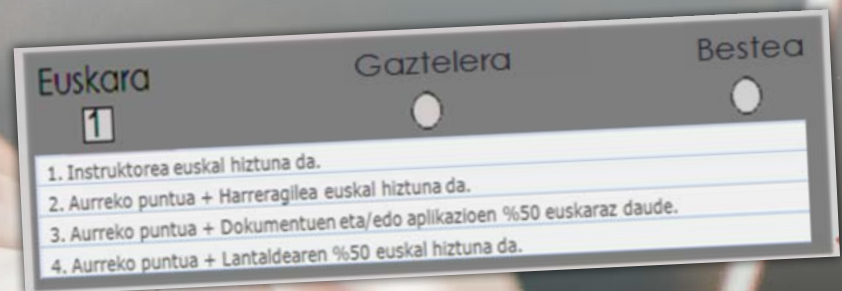 Euskara Gaztelera Bestea
1
1. Instruktorea euskal hiztuna da.
2. Aurreko puntua + Harreragilea euskal hiztuna da.
3. Aurreko puntua + Dokumentuen eta/edo aplikazioen %50 euskaraz daude.
4. Aurreko puntua + Lantaldearen %50 euskal hiztuna da.